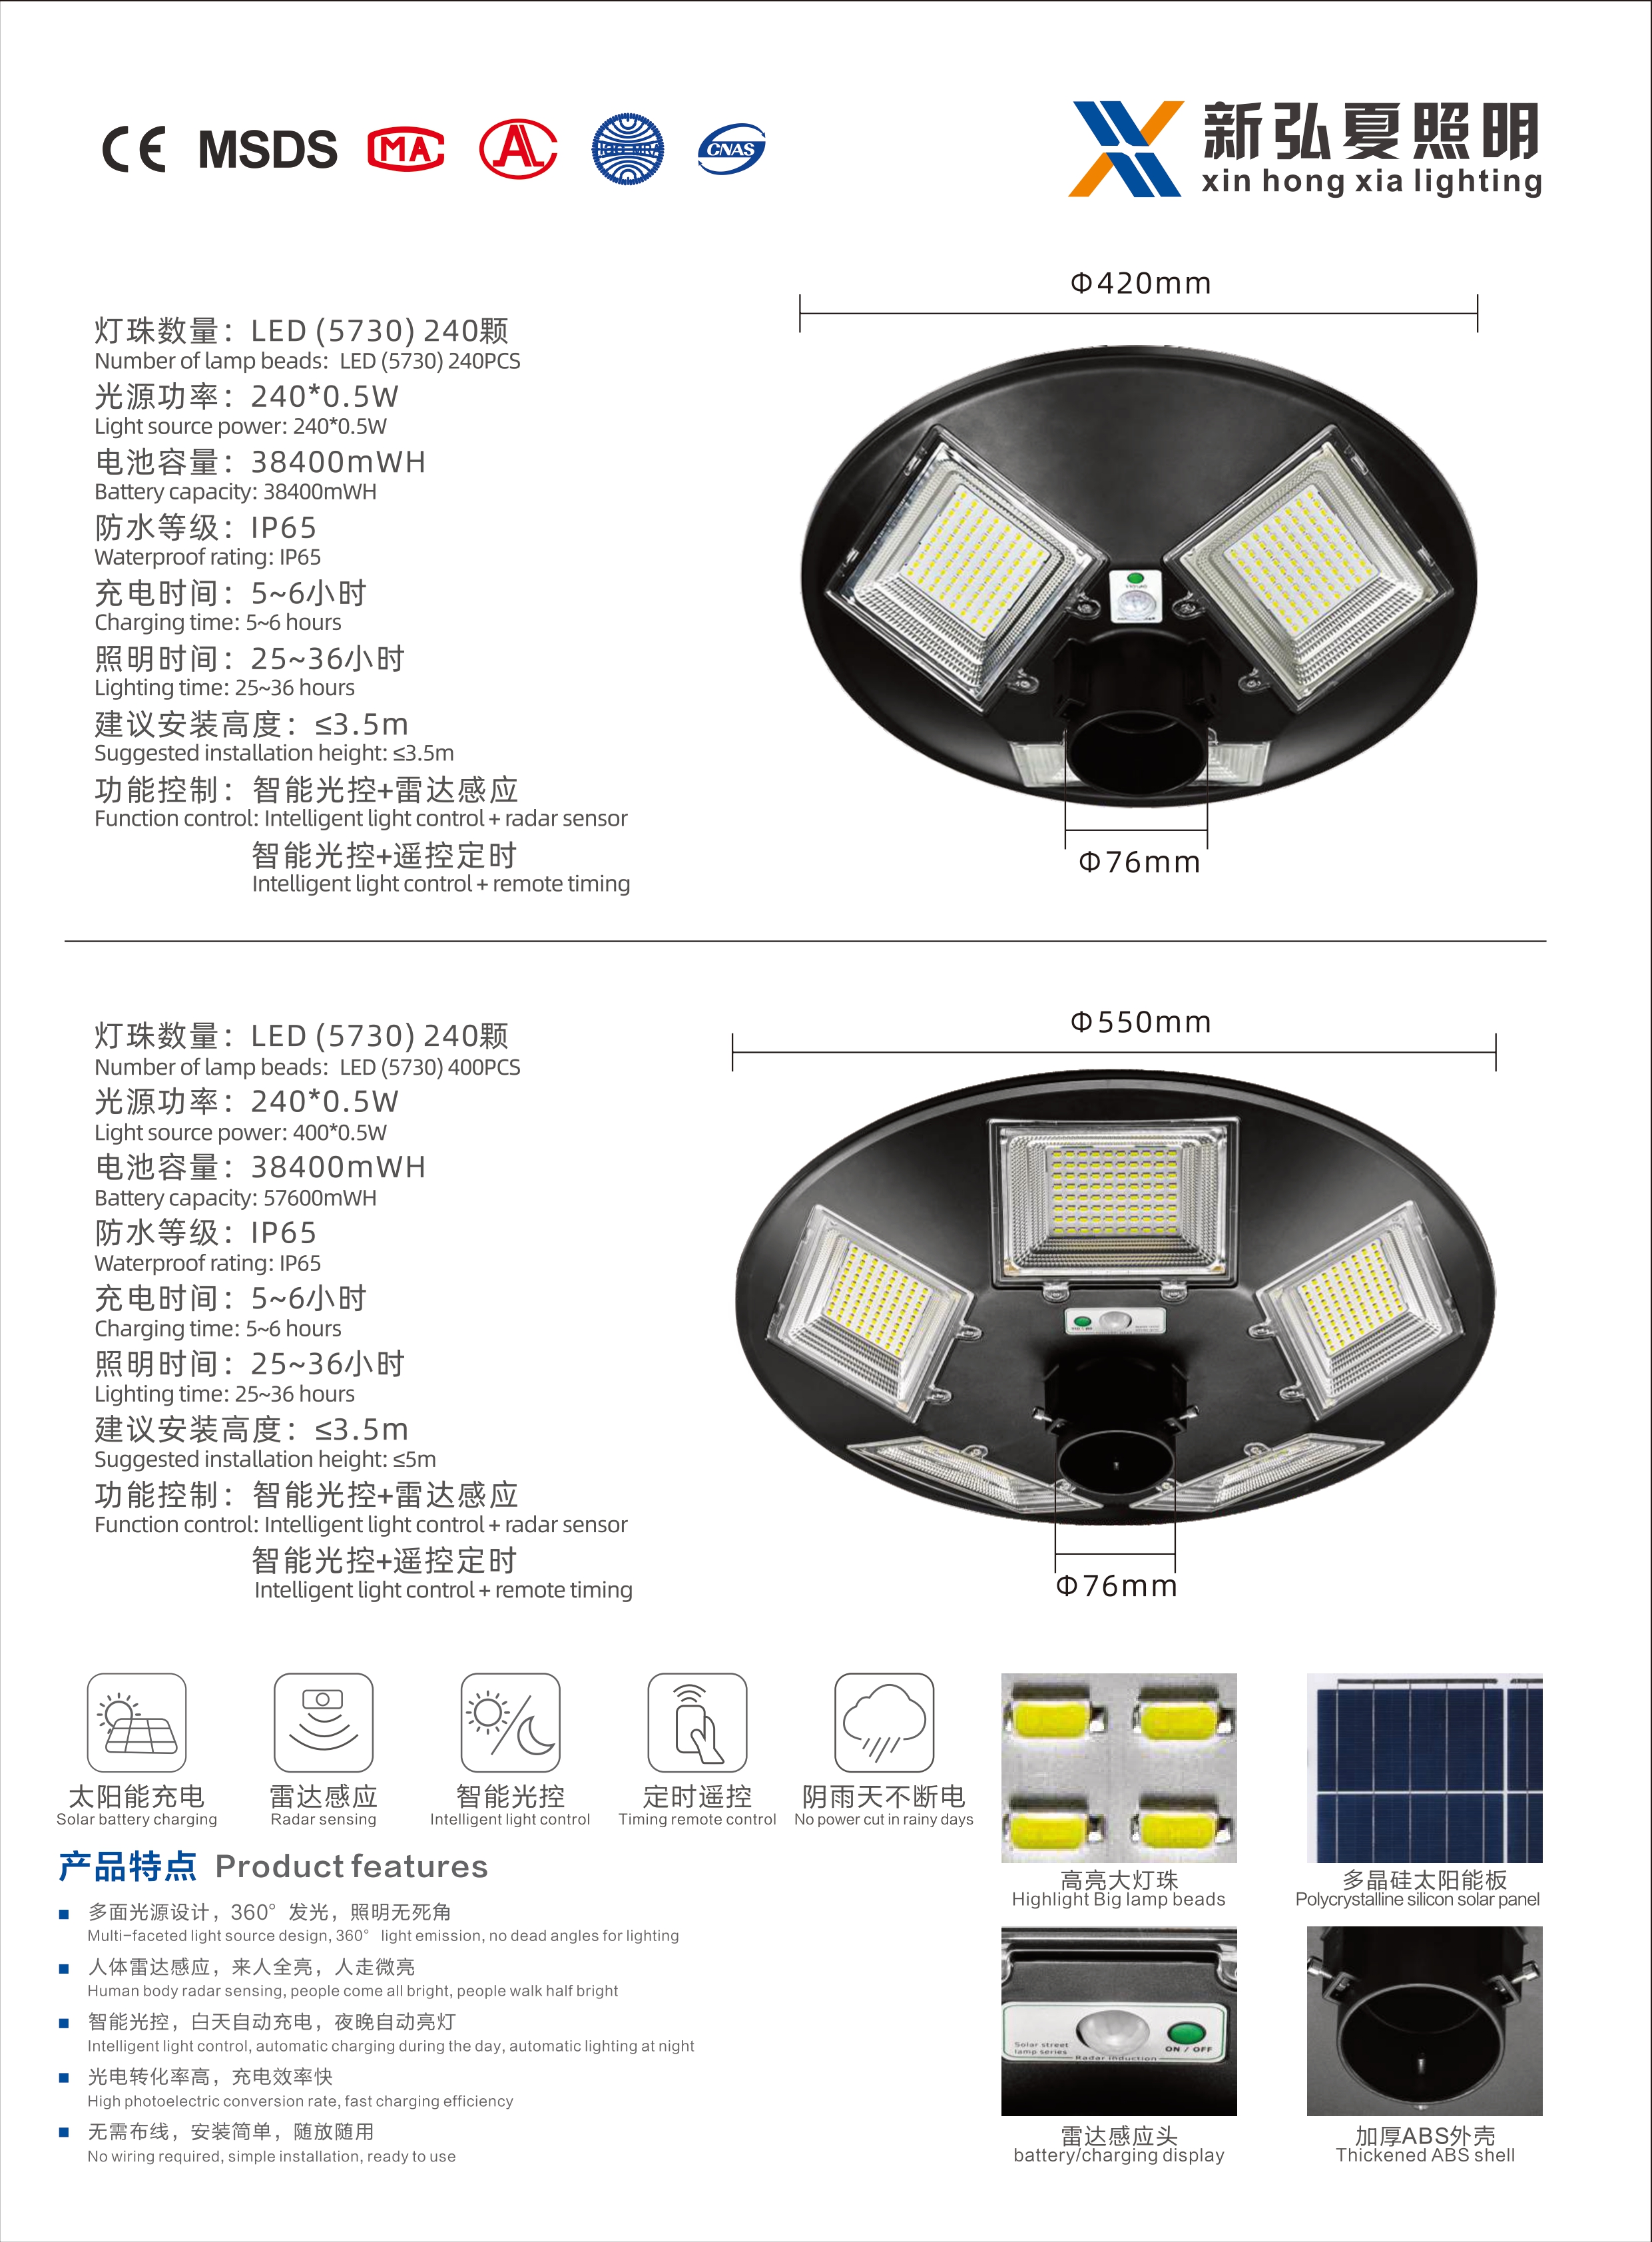 CE MSDS MA AL ilac-MRA CNAS
新弘夏照明
xin hong xia lighting
灯珠数量：LED (5730) 240颗
Number of lamp beads: LED (5730) 240PCS
光源功率：240*0.5W
Light source power: 240*0.5W
电池容量：38400mWH
Battery capacity: 38400mWH
防水等级：IP65
Waterproof rating: IP65
充电时间：5~6小时
Charging time: 5~6 hours
照明时间：25~36小时
Lighting time: 25~36 hours
建议安装高度：≤3.5m
Suggested installation height: ≤3.5m
功能控制：智能光控+雷达感应
Function control: Intelligent light control + radar sensor
智能光控+遥控定时
Intelligent light control + remote timing
Φ420mm
Φ76mm
灯珠数量：LED (5730) 240颗
Number of lamp beads: LED (5730) 400PCS
光源功率：240*0.5W
Light source power: 400*0.5W
电池容量：38400mWH
Battery capacity: 57600mWH
防水等级：IP65
Waterproof rating: IP65
充电时间：5~6小时
Charging time: 5~6 hours
照明时间：25~36小时
Lighting time: 25~36 hours
建议安装高度：≤3.5m
Suggested installation height: ≤5m
功能控制：智能光控+雷达感应
Function control: Intelligent light control + radar sensor
智能光控+遥控定时
Intelligent light control + remote timing
Φ550mm
Φ76mm
太阳能充电
Solar battery charging
雷达感应
Radar sensing
智能光控
Intelligent light control
定时遥控
Timing remote control
阴雨天不断电
No power cut in rainy days
产品特点 Product features
多面光源设计，360° 发光，照明无死角
Multi-faceted light source design, 360° light emission, no dead angles for lighting
人体雷达感应，来人全亮，人走微亮
Human body radar sensing, people come all bright, people walk half bright
智能光控，白天自动充电，夜晚自动亮灯
Intelligent light control, automatic charging during the day, automatic lighting at night
光电转化率高，充电效率快
High photoelectric conversion rate, fast charging efficiency
无需布线，安装简单，随放随用
No wiring required, simple installation, ready to use
高亮大灯珠
Highlight Big lamp beads
多晶硅太阳能板
Polycrystalline silicon solar panel
Solar street
lamp series
Radar induction
ON / OFF
雷达感应头
battery/charging display
加厚ABS外壳
Thickened ABS shell